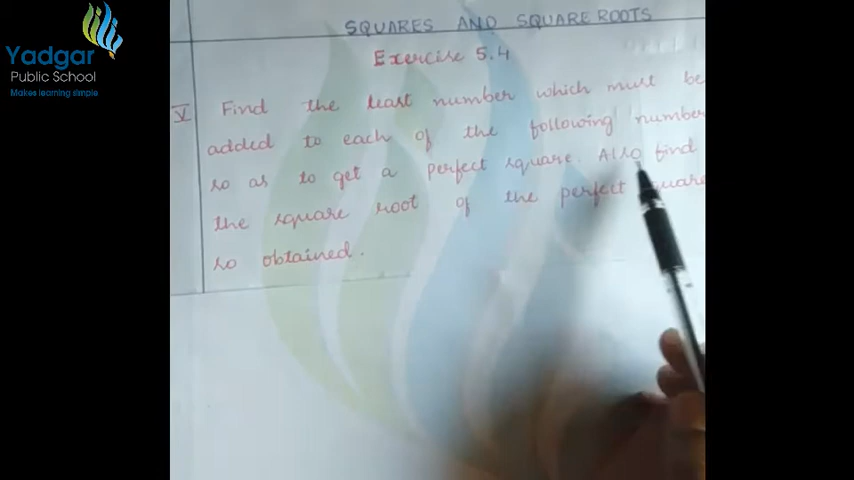 Yadgar
Public School
Makes learning simple
SQUARES AND SQUARE ROOTS
Exercise 5.4
V Find the least number which must be
added to each of the following number
so as to get a perfect square. Also find
the square root of the perfect square
so obtained.